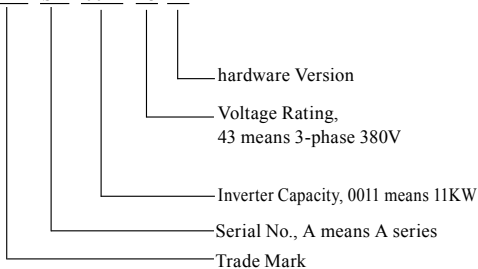 hardware Version
Voltage Rating,
43 means 3-phase 380V
Inverter Capacity, 0011 means 11KW
Serial No., A means A series
Trade Mark